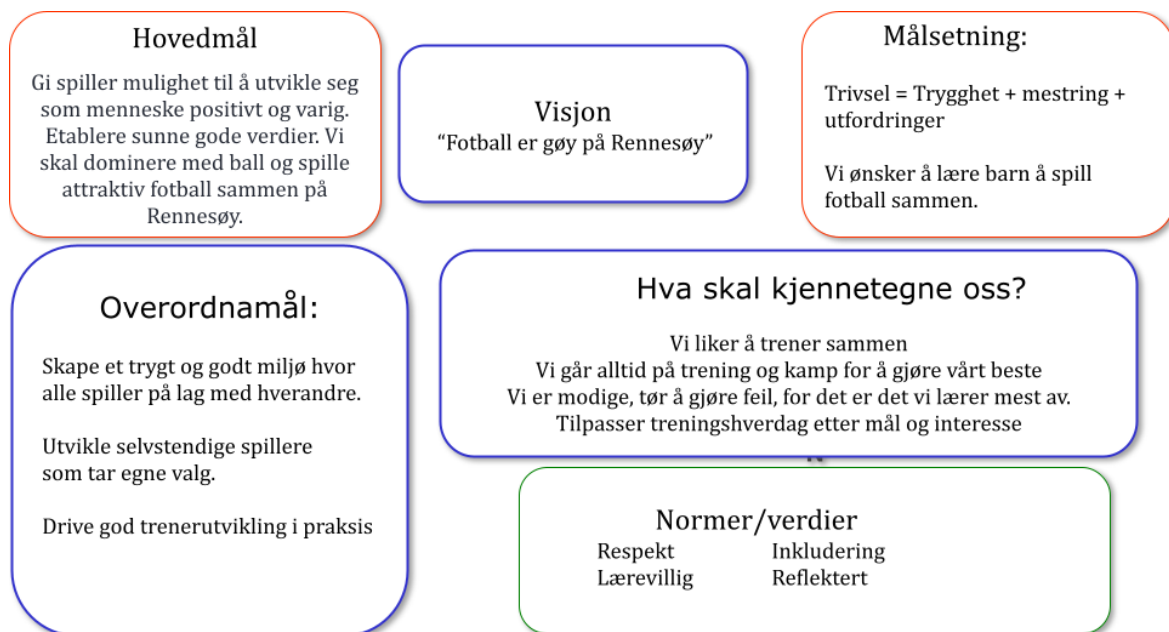 Hovedmål
Gi spiller mulighet til å utvikle seg
som menneske positivt og varig.
Etablere sunne gode verdier. Vi
skal dominere med ball og spille
attraktiv fotball sammen på
Rennesøy.
Visjon
“Fotball er gøy på Rennesøy”
Målsetning:
Trivsel = Trygghet + mestring +
utfordringer
Vi ønsker å lære barn å spill
fotball sammen.
Overordnamål:
Skape et trygt og godt miljø hvor
alle spiller på lag med hverandre.
Utvikle selvstendige spillere
som tar egne valg.
Drive god trenerutvikling i praksis
Hva skal kjennetegne oss?
Vi liker å trener sammen
Vi går alltid på trening og kamp for å gjøre vårt beste
Vi er modige, tør å gjøre feil, for det er det vi lærer mest av.
Tilpasser treningshverdag etter mål og interesse
Normer/verdier
Respekt Inkludering
Lærevillig Reflektert